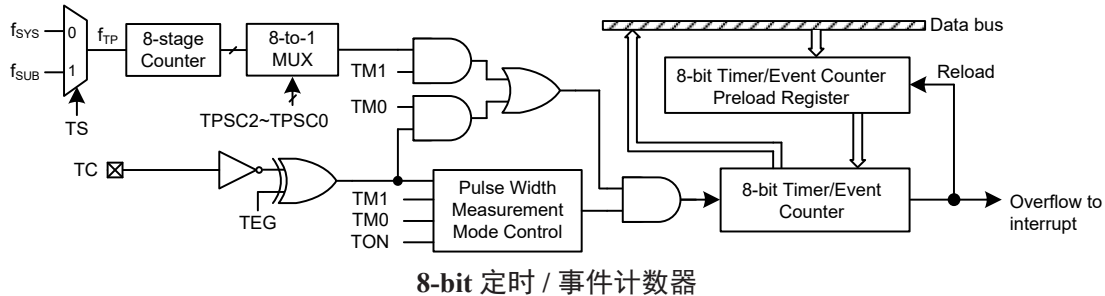 fSYS
0
fTP
8-stage
Counter
8-to-1
MUX
fSUB
1
TS
TPSC2~TPSC0
TM1
TM0
Data bus
8-bit Timer/Event Counter
Preload Register
Reload
TC
TEG
TM1
TM0
TON
Pulse Width
Measurement
Mode Control
8-bit Timer/Event
Counter
Overflow to
interrupt
8-bit 定时 / 事件计数器